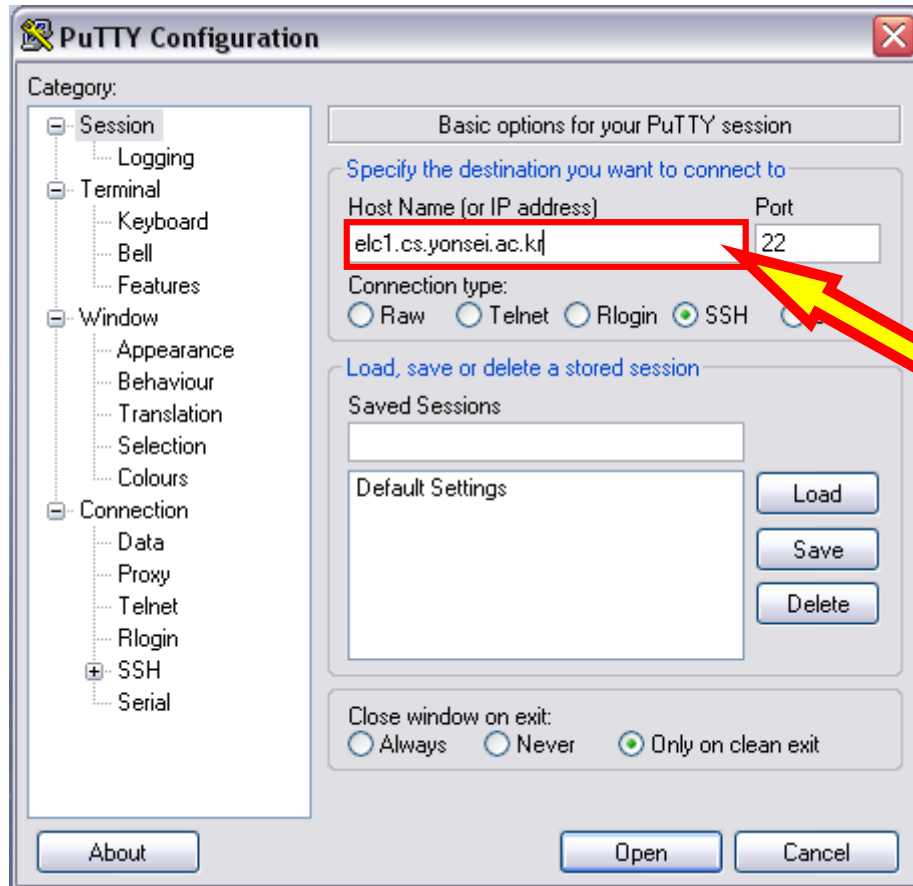 PuTTY Configuration
Category:
Session
Logging
Terminal
Keyboard
Bell
Features
Window
Appearance
Behaviour
Translation
Selection
Colours
Connection
Data
Proxy
Telnet
Rlogin
SSH
Serial
Basic options for your PuTTY session
Specify the destination you want to connect to
Host Name (or IP address) Port
elc1.cs.yonsei.ac.kr 22
Connection type:
Raw Telnet Rlogin SSH
Load, save or delete a stored session
Saved Sessions
Default Settings
Load
Save
Delete
Close window on exit:
Always Never Only on clean exit
About Open Cancel